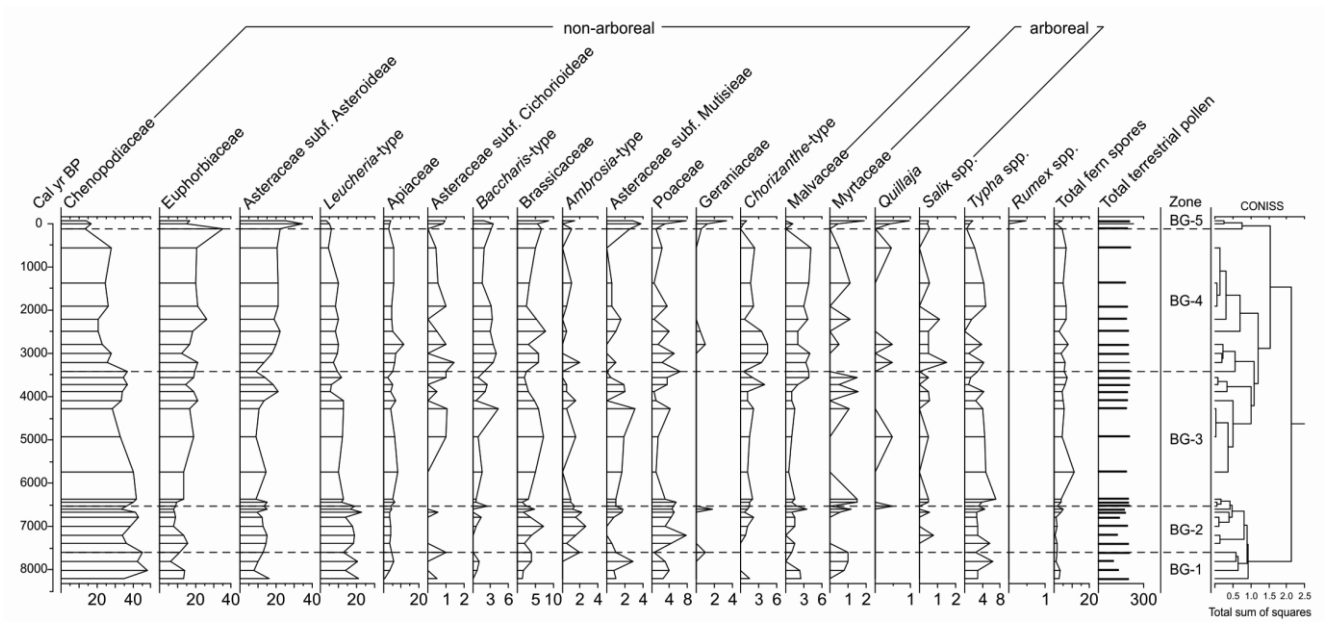 non-arboreal
arboreal
Cal yr BP
Chenopodiaceae
Euphorbiaceae
Asteraceae subf. Asteroideae
Leucheria-type
Apiaceae
Asteraceae subf. Cichorioideae
Baccharis-type
Brassicaceae
Ambrosia-type
Asteraceae subf. Mutisieae
Poaceae
Geraniaceae
Chorizanthe-type
Malvaceae
Myrtaceae
Quillaja
Salix spp.
Typha spp.
Rumex spp.
Total fern spores
Total terrestrial pollen
Zone
CONISS
0
1000
2000
3000
4000
5000
6000
7000
8000
BG-5
BG-4
BG-3
BG-2
BG-1
20 40 20 40 20 40 20 20 1 2 3 6 5 10 2 4 2 4 4 8 2 4 3 6 3 6 1 2 1 1 2 4 8 1 20 300
0.5 1.0 1.5 2.0 2.5
Total sum of squares